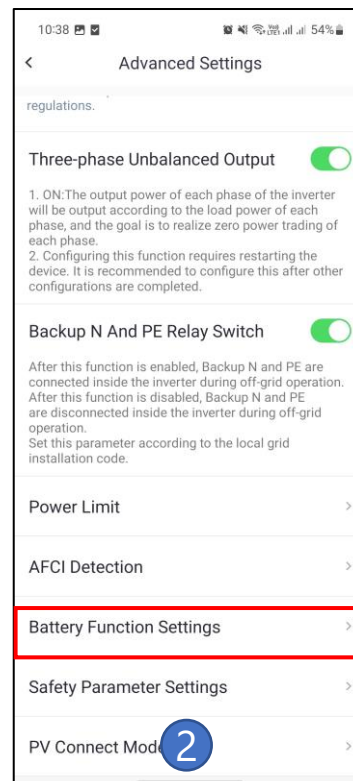 10:38 54%
Advanced Settings
regulations.
Three-phase Unbalanced Output
1. ON:The output power of each phase of the inverter
will be output according to the load power of each
phase, and the goal is to realize zero power trading of
each phase.
2. Configuring this function requires restarting the
device. It is recommended to configure this after other
configurations are completed.
Backup N And PE Relay Switch
After this function is enabled, Backup N and PE are
connected inside the inverter during off-grid operation.
After this function is disabled, Backup N and PE
are disconnected inside the inverter during off-grid
operation.
Set this parameter according to the local grid
installation code.
Power Limit
AFCI Detection
Battery Function Settings
Safety Parameter Settings
PV Connect Mode
2